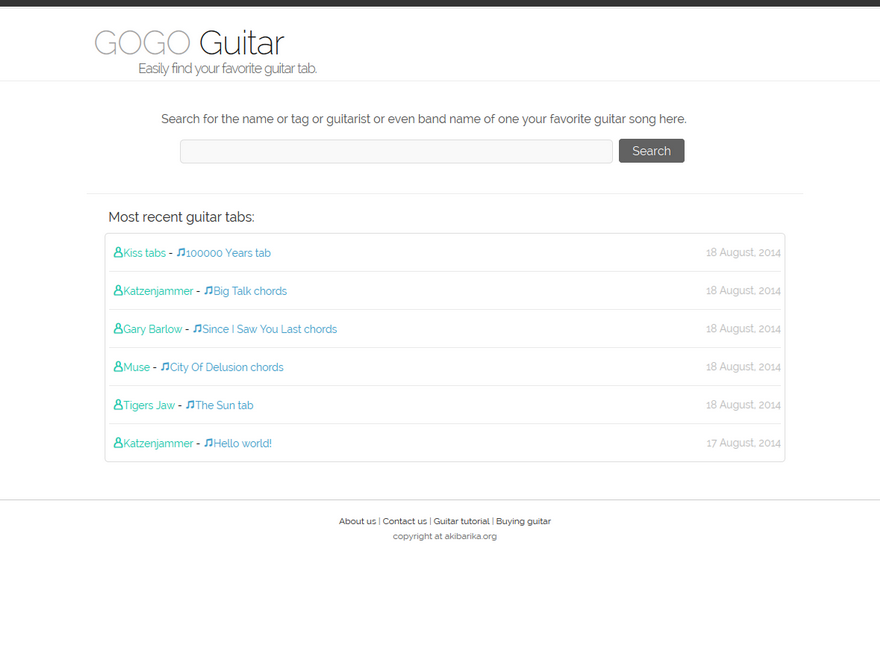 GOGO Guitar
Easily find your favorite guitar tab.
Search for the name or tag or guitarist or even band name of one your favorite guitar song here.
Search
Most recent guitar tabs:
Kiss tabs - 100000 Years tab 18 August, 2014
Katzenjammer - Big Talk chords 18 August, 2014
Gary Barlow - Since I Saw You Last chords 18 August, 2014
Muse - City Of Delusion chords 18 August, 2014
Tigers Jaw - The Sun tab 18 August, 2014
Katzenjammer - Hello world! 17 August, 2014
About us | Contact us | Guitar tutorial | Buying guitar
copyright at akibarika.org